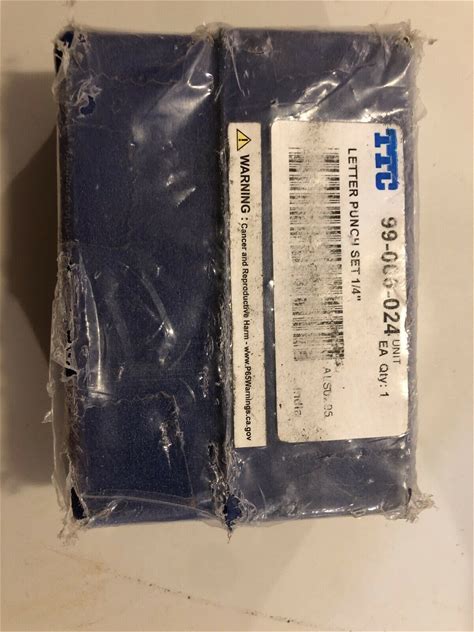 TTC 99-006-024
UNIT
EA Qty: 1
LETTER PUNCH SET 1/4"
India
WARNING : Cancer and Reproductive Harm - www.P65Warnings.ca.gov